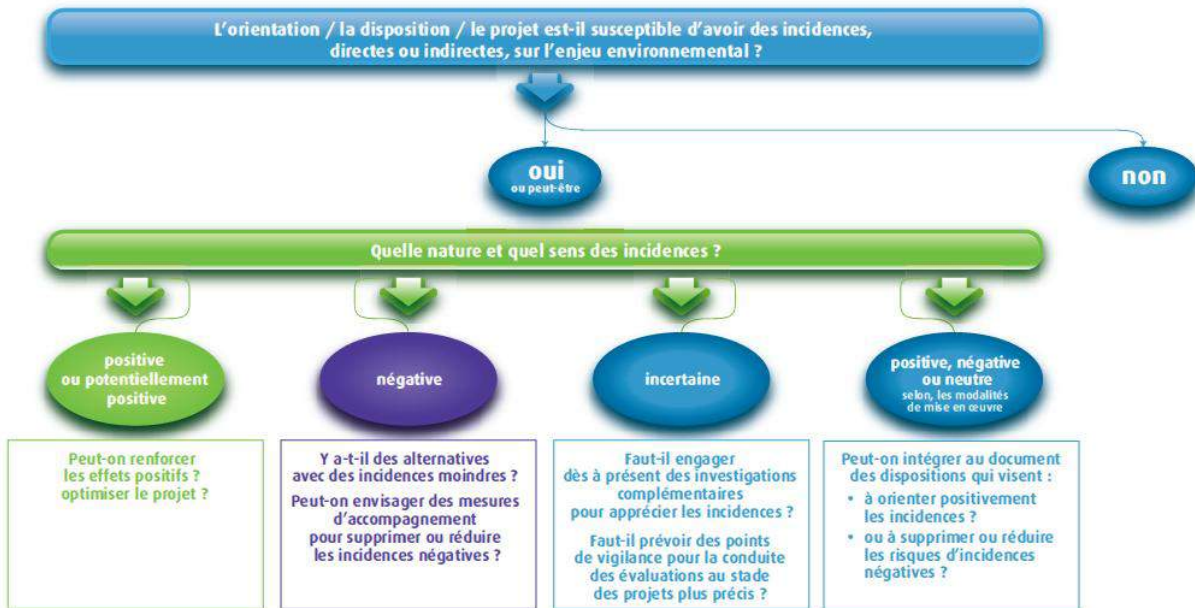 L'orientation / la disposition / le projet est-il susceptible d'avoir des incidences,
directes ou indirectes, sur l'enjeu environnemental ?
oui
ou peut-être
non
Quelle nature et quel sens des incidences ?
positive
ou potentiellement
positive
négative
incertaine
positive, négative
ou neutre
selon, les modalités
de mise en œuvre
Peut-on renforcer
les effets positifs ?
optimiser le projet ?
Y a-t-il des alternatives
avec des incidences moindres ?
Peut-on envisager des mesures
d'accompagnement
pour supprimer ou réduire
les incidences négatives ?
Faut-il engager
dès à présent des investigations
complémentaires
pour apprécier les incidences ?
Faut-il prévoir des points
de vigilance pour la conduite
des évaluations au stade
des projets plus précis ?
Peut-on intégrer au document
des dispositions qui visent :
• à orienter positivement
les incidences ?
• ou à supprimer ou réduire
les risques d'incidences
négatives ?